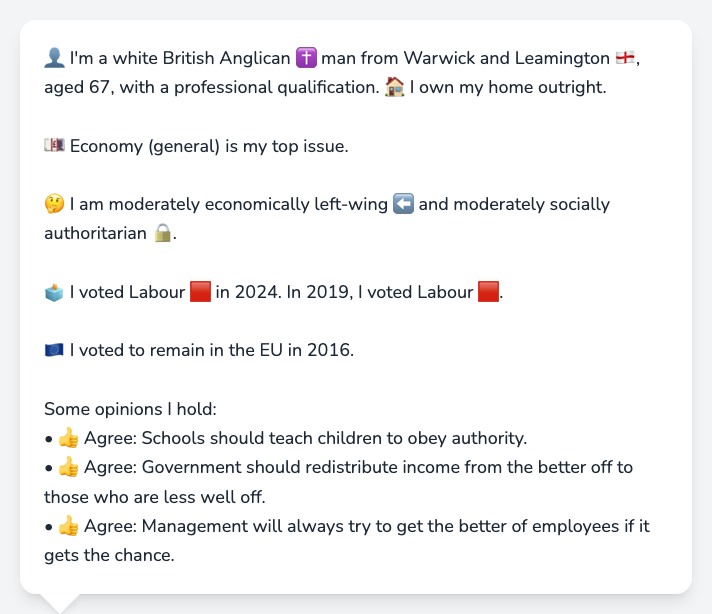 👤 I'm a white British Anglican ✝️ man from Warwick and Leamington 🏴󠁧󠁢󠁥󠁮󠁧󠁿,
aged 67, with a professional qualification. 🏠 I own my home outright.
💷 Economy (general) is my top issue.
🤔 I am moderately economically left-wing ⬅️ and moderately socially
authoritarian 🔒.
🗳️ I voted Labour 🟥 in 2024. In 2019, I voted Labour 🟥.
🇪🇺 I voted to remain in the EU in 2016.
Some opinions I hold:
• 👍 Agree: Schools should teach children to obey authority.
• 👍 Agree: Government should redistribute income from the better off to
those who are less well off.
• 👍 Agree: Management will always try to get the better of employees if it
gets the chance.